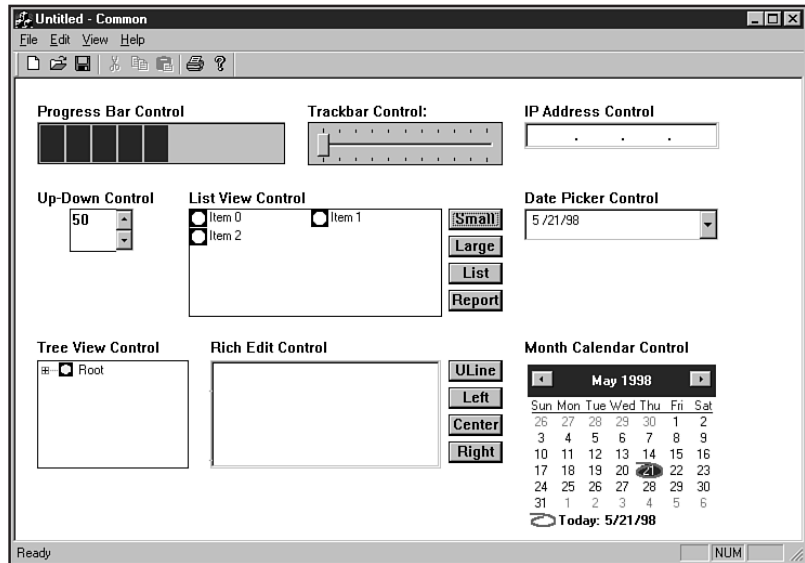 Untitled - Common
File Edit View Help
Progress Bar Control
Trackbar Control:
IP Address Control
. . .
Up-Down Control
50
List View Control
Item 0 Item 1
Item 2
Small
Large
List
Report
Date Picker Control
5 /21/98
Tree View Control
Root
Rich Edit Control
ULine
Left
Center
Right
Month Calendar Control
May 1998
Sun Mon Tue Wed Thu Fri Sat
26 27 28 29 30 1 2
3 4 5 6 7 8 9
10 11 12 13 14 15 16
17 18 19 20 21 22 23
24 25 26 27 28 29 30
31 1 2 3 4 5 6
Today: 5/21/98
Ready
NUM